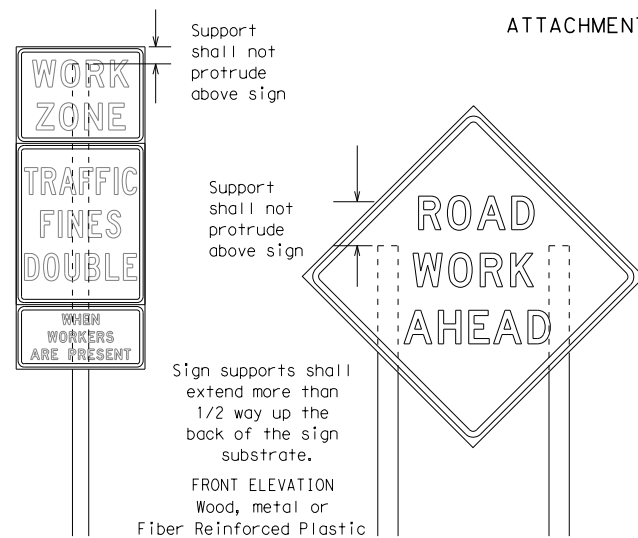 ATTACHMENT
Support
shall not
protrude
above sign
WORK
ZONE
TRAFFIC
FINES
DOUBLE
WHEN
WORKERS
ARE PRESENT
Support
shall not
protrude
above sign
ROAD
WORK
AHEAD
Sign supports shall
extend more than
1/2 way up the
back of the sign
substrate.
FRONT ELEVATION
Wood, metal or
Fiber Reinforced Plastic